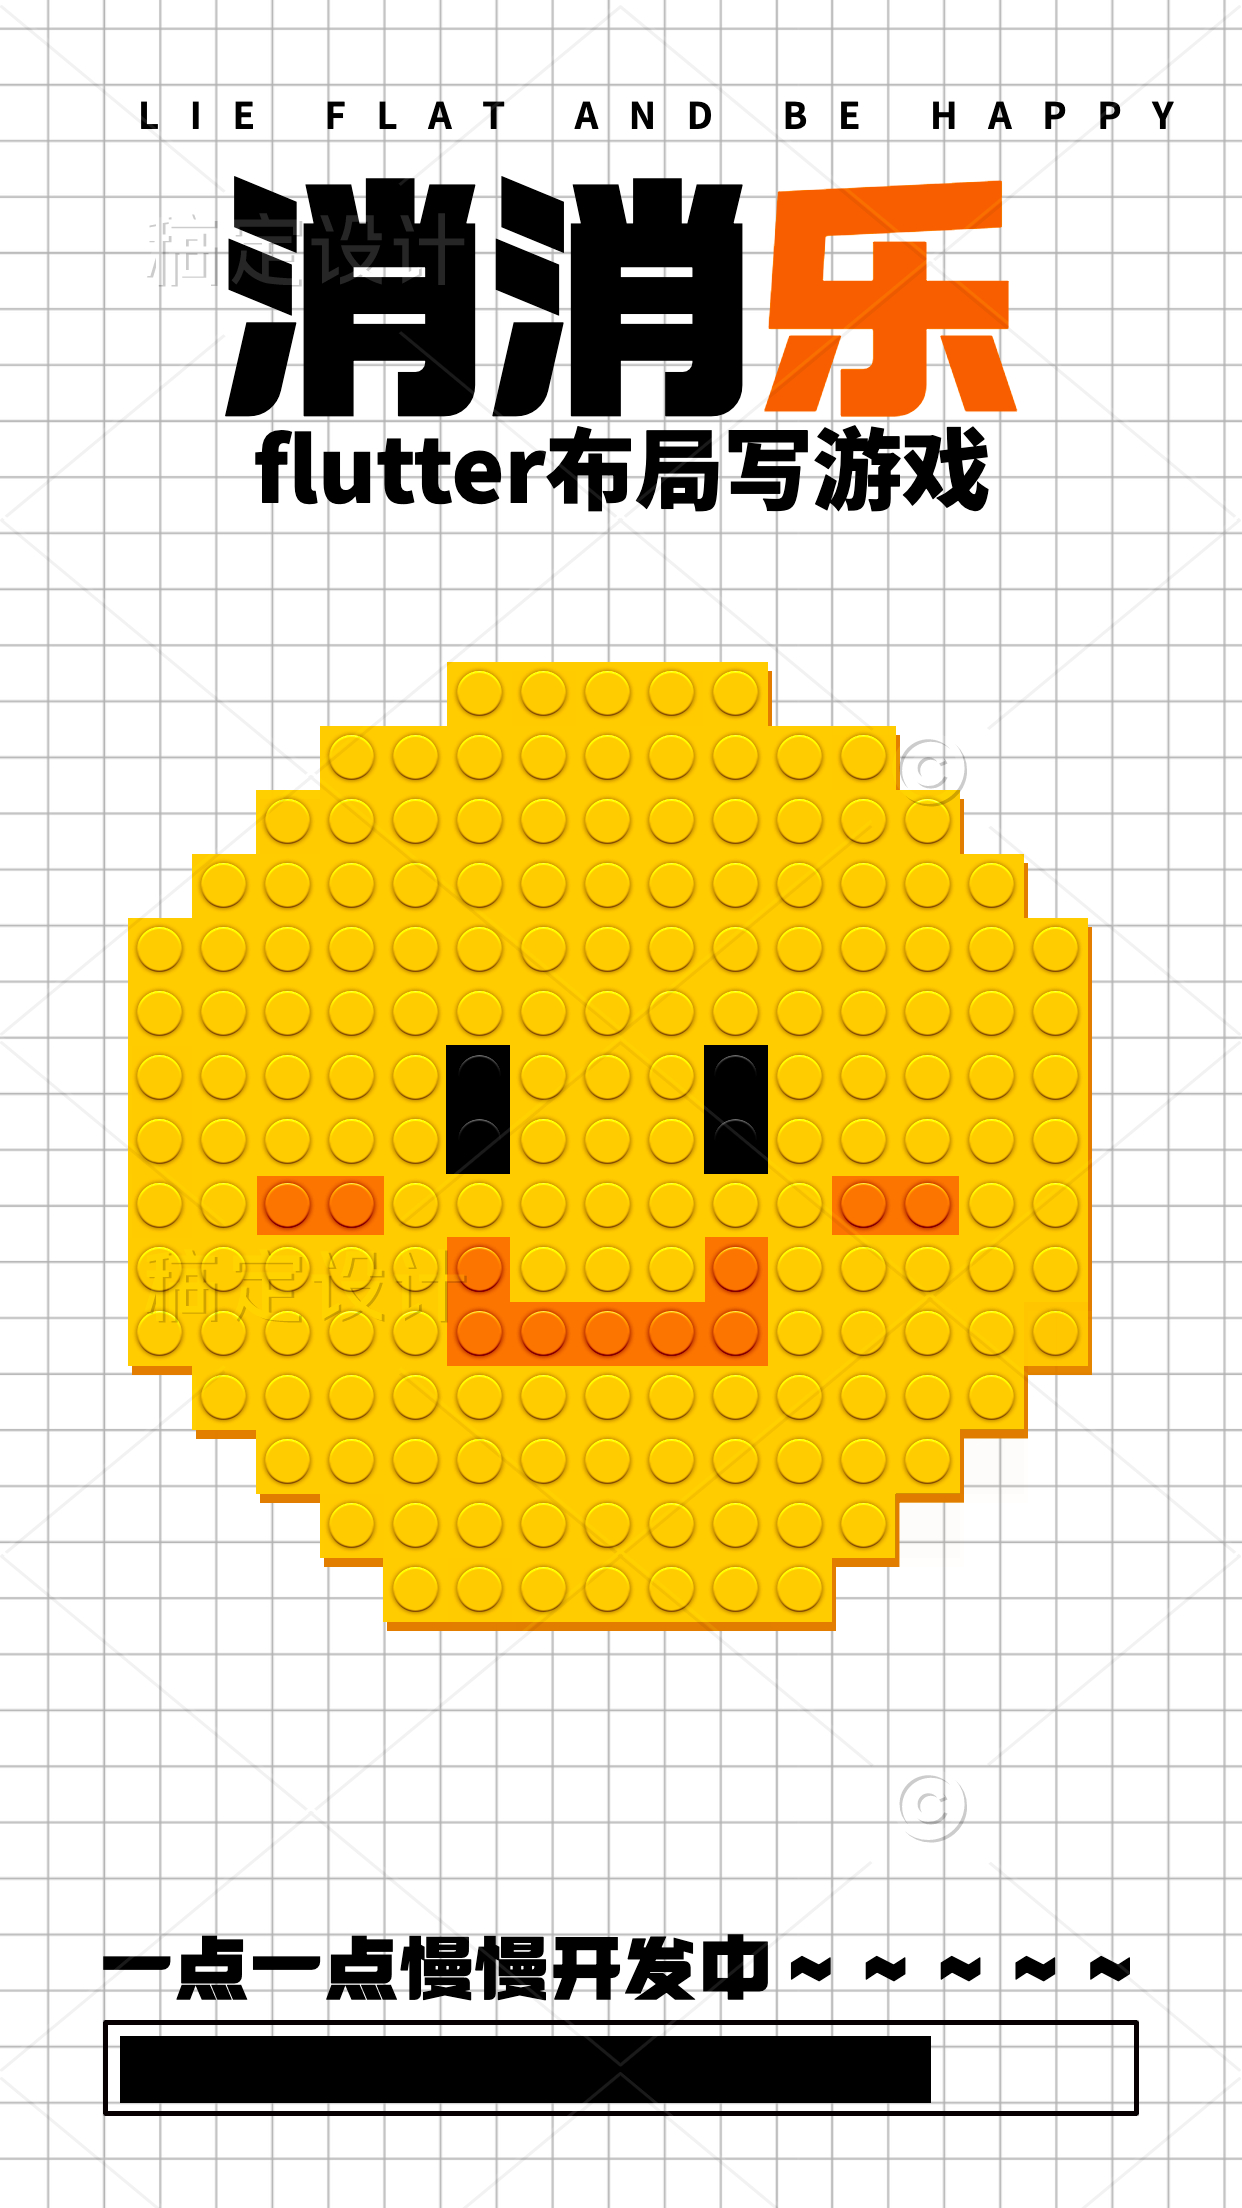 LIE FLAT AND BE HAPPY
消消乐
稿定设计
flutter布局写游戏
©
稿定设计
©
一点一点慢慢开发中~~~~~